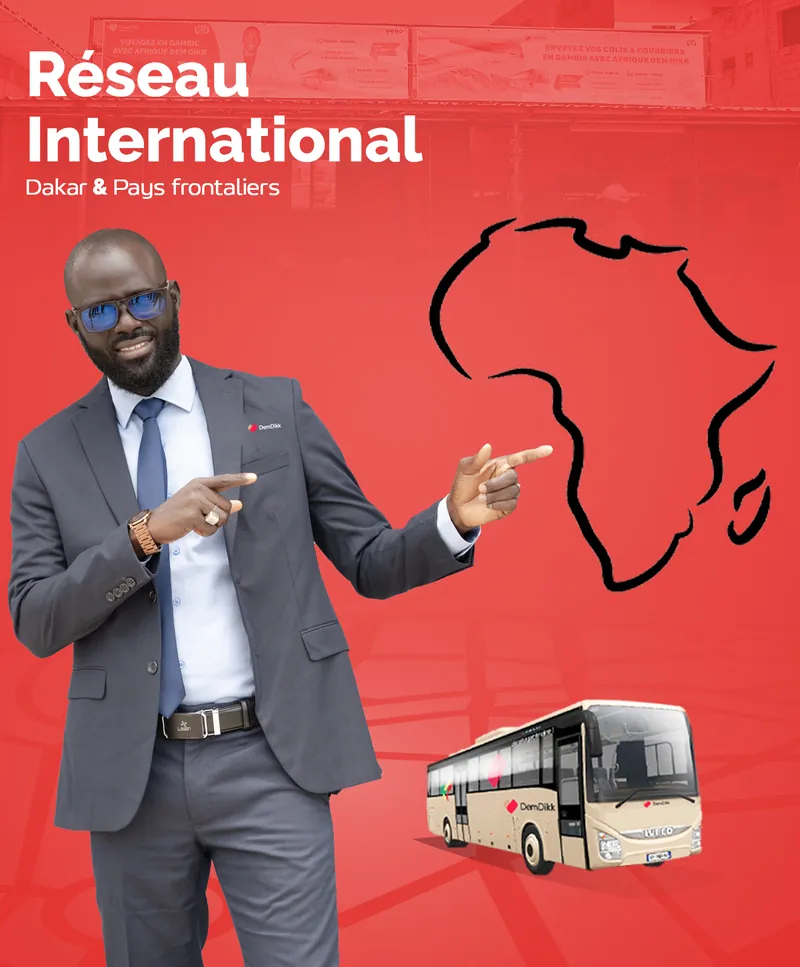 VOYAGEZ EN GAMBIE
AVEC AFRIQUE DEM DIKK
ENVOYEZ VOS COLIS & COURRIERS
EN GAMBIE AVEC AFRIQUE DEM DIKK
Réseau
International
Dakar & Pays frontaliers
DemDikk
DemDikk
DemDikk
IVECO